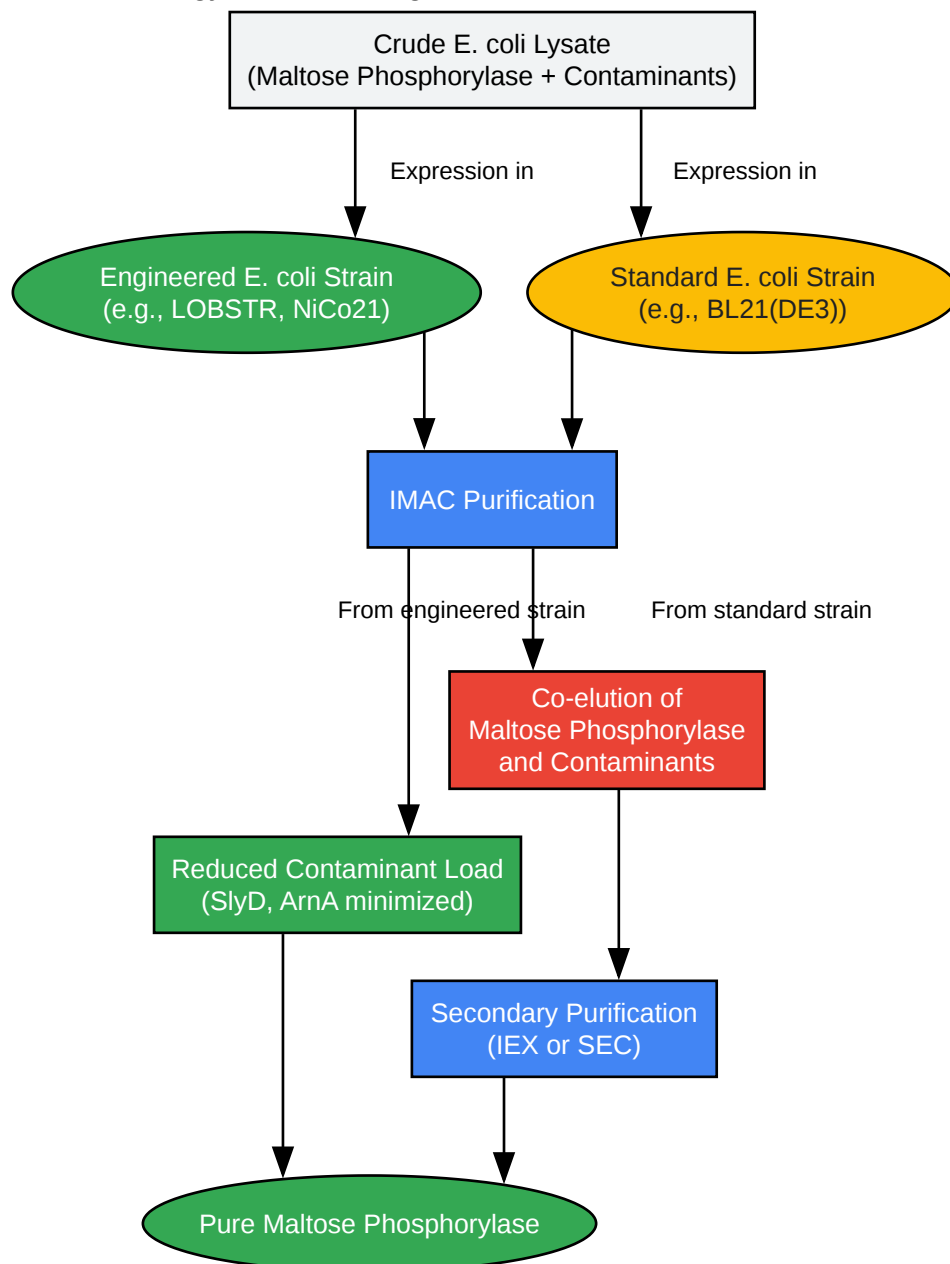 Crude E. coli Lysate
(Maltose Phosphorylase + Contaminants)
Expression in
Expression in
Engineered E. coli Strain
(e.g., LOBSTR, NiCo21)
Standard E. coli Strain
(e.g., BL21(DE3))
IMAC Purification
From engineered strain
From standard strain
Co-elution of
Maltose Phosphorylase
and Contaminants
Reduced Contaminant Load
(SlyD, ArnA minimized)
Secondary Purification
(IEX or SEC)
Pure Maltose Phosphorylase